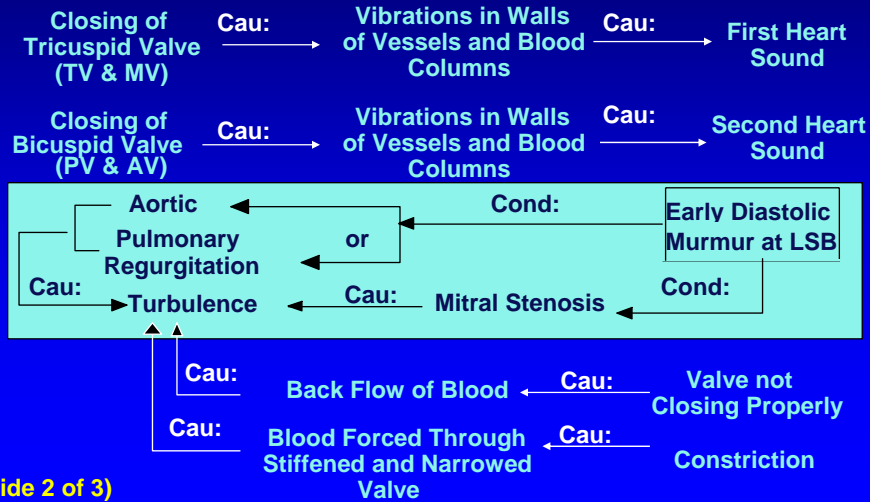 Closing of
Tricuspid Valve
(TV & MV)
Cau:
Vibrations in Walls
of Vessels and Blood
Columns
Cau:
First Heart
Sound
Closing of
Bicuspid Valve
(PV & AV)
Cau:
Vibrations in Walls
of Vessels and Blood
Columns
Cau:
Second Heart
Sound
Aortic
Pulmonary
Regurgitation
or
Cond:
Early Diastolic
Murmur at LSB
Cau:
Turbulence
Cau:
Mitral Stenosis
Cond:
Cau:
Back Flow of Blood
Cau:
Valve not
Closing Properly
Cau:
Blood Forced Through
Stiffened and Narrowed
Valve
Cau:
Constriction
ide 2 of 3)